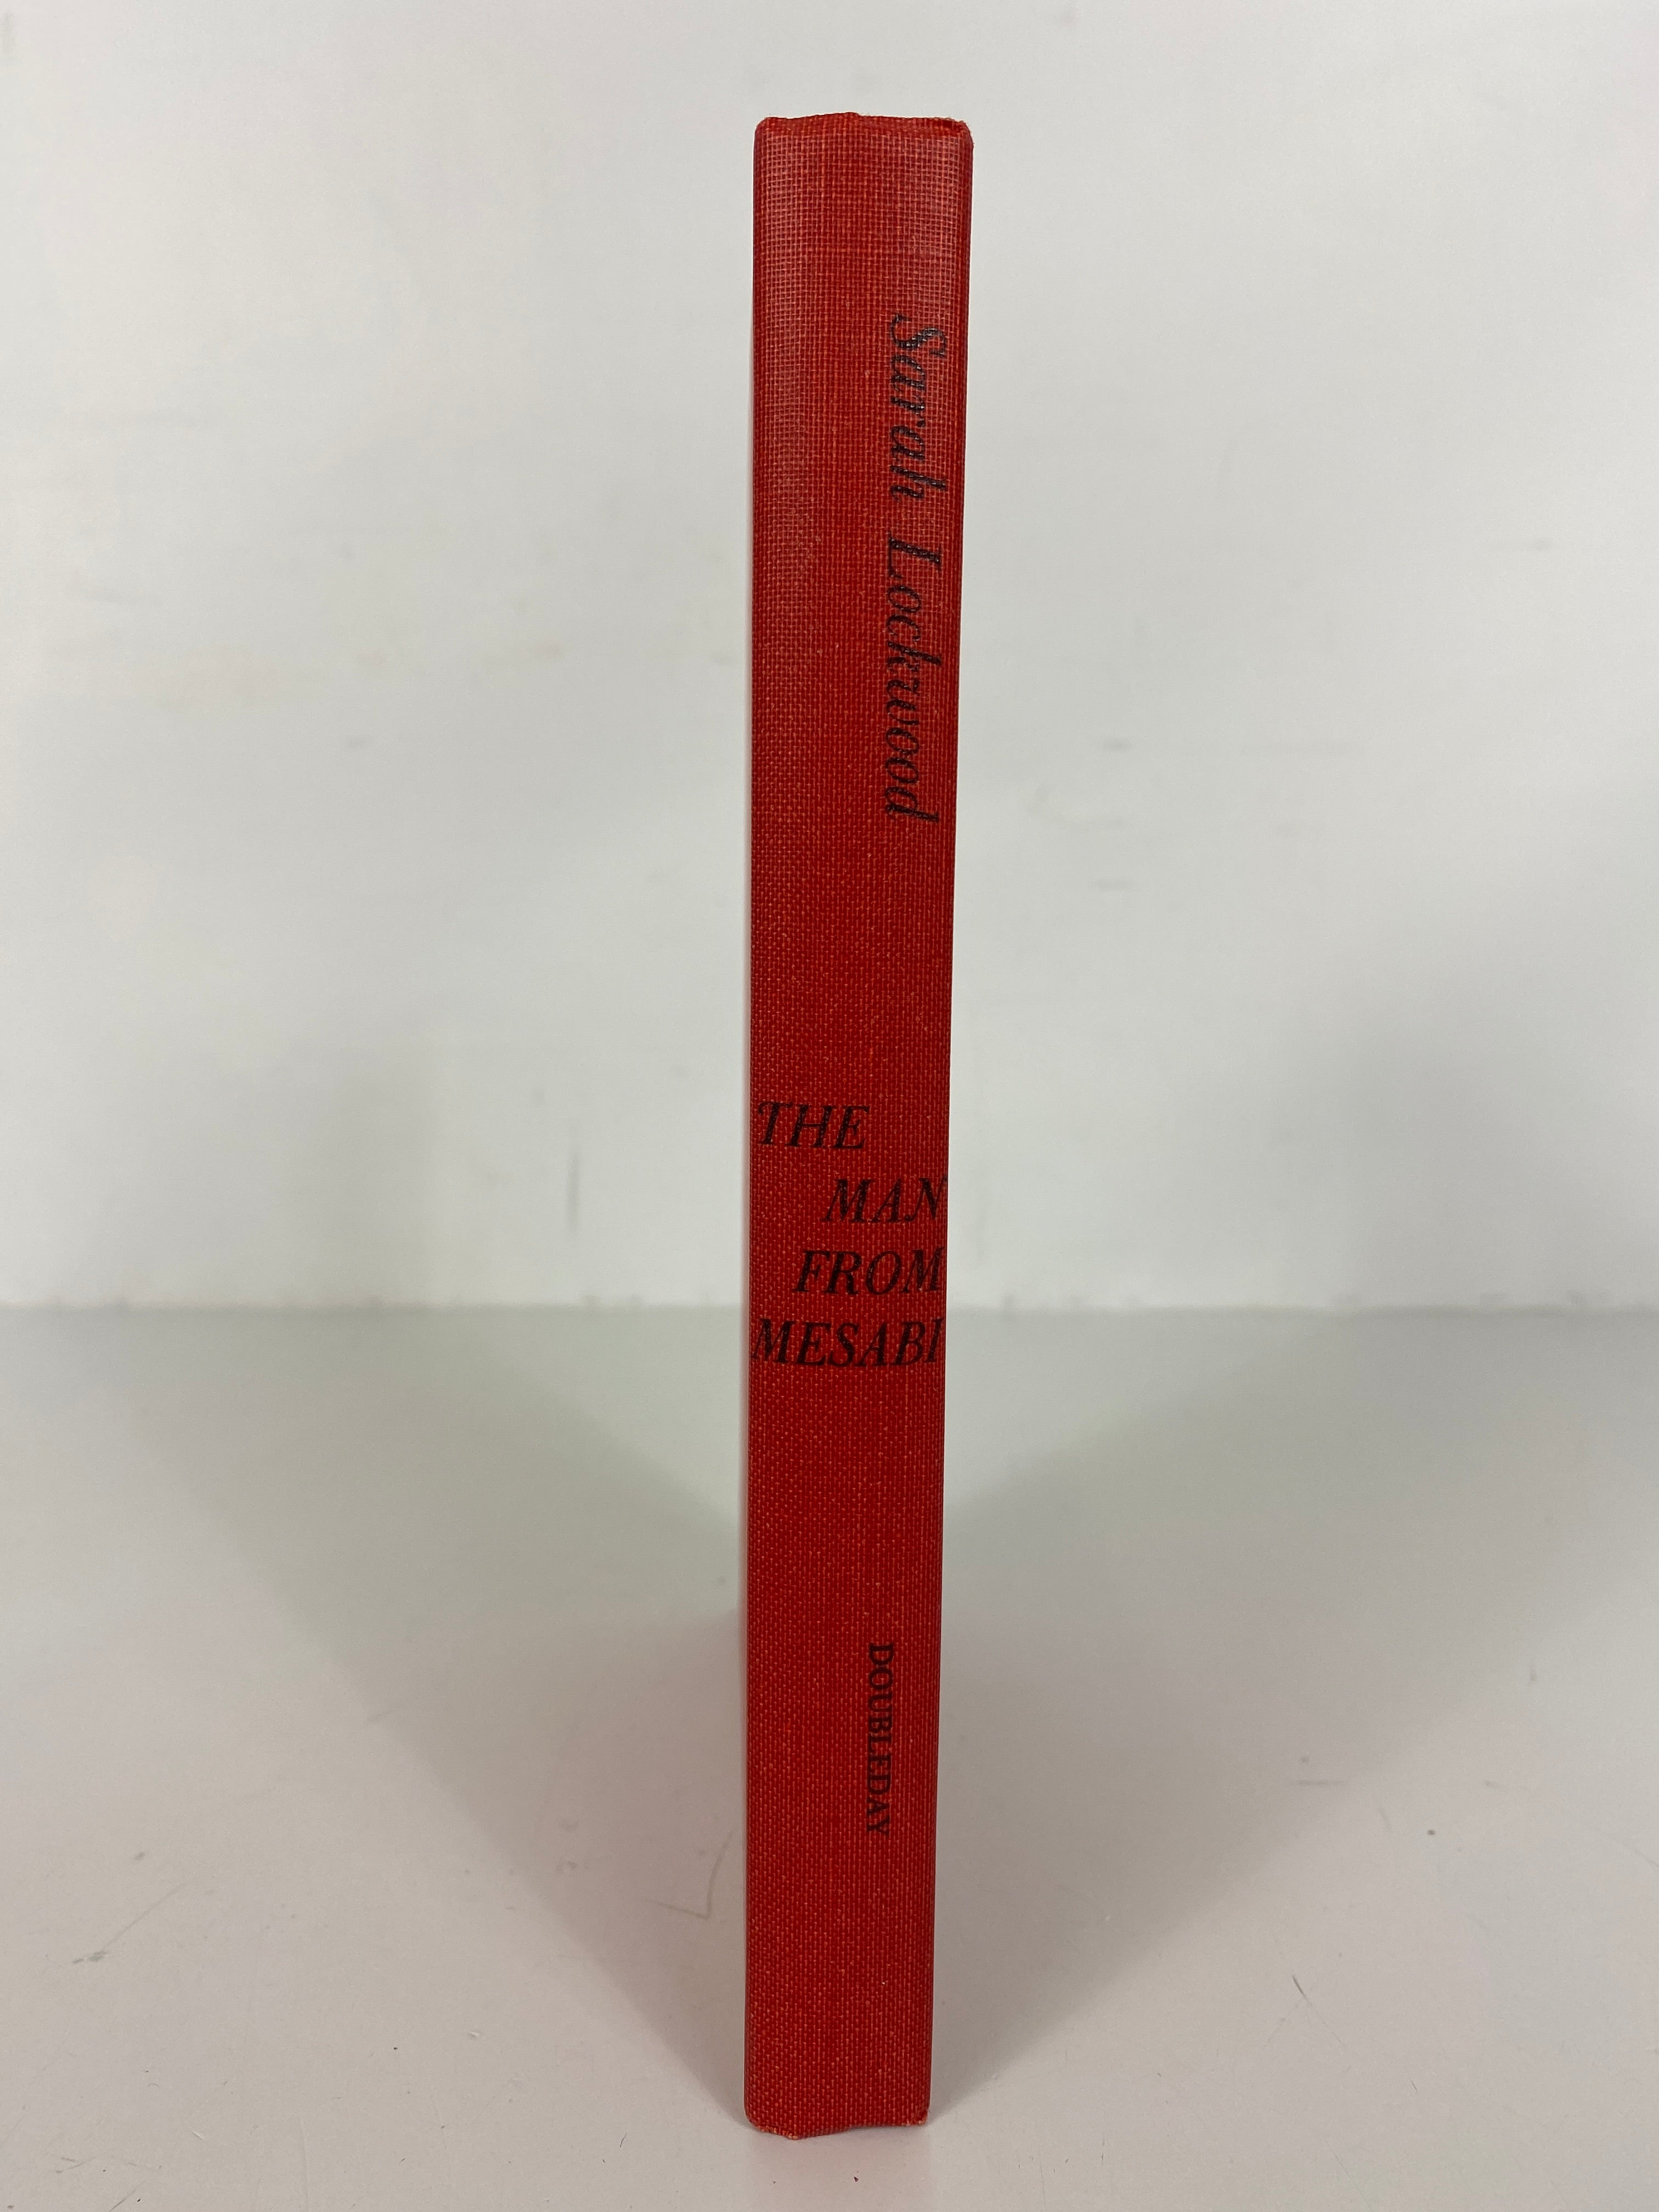 Sarah Lockwood
THE
MAN
FROM
MESABI
DOUBLEDAY